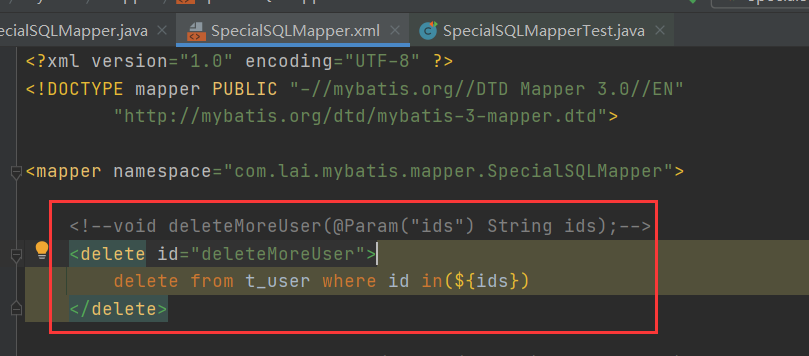 ecialSQLMapper.java SpecialSQLMapper.xml SpecialSQLMapperTest.java
<?xml version="1.0" encoding="UTF-8" ?>
<!DOCTYPE mapper PUBLIC "-//mybatis.org//DTD Mapper 3.0//EN"
"http://mybatis.org/dtd/mybatis-3-mapper.dtd">
<mapper namespace="com.lai.mybatis.mapper.SpecialSQLMapper">
<!--void deleteMoreUser(@Param("ids") String ids);-->
<delete id="deleteMoreUser">
delete from t_user where id in(${ids})
</delete>